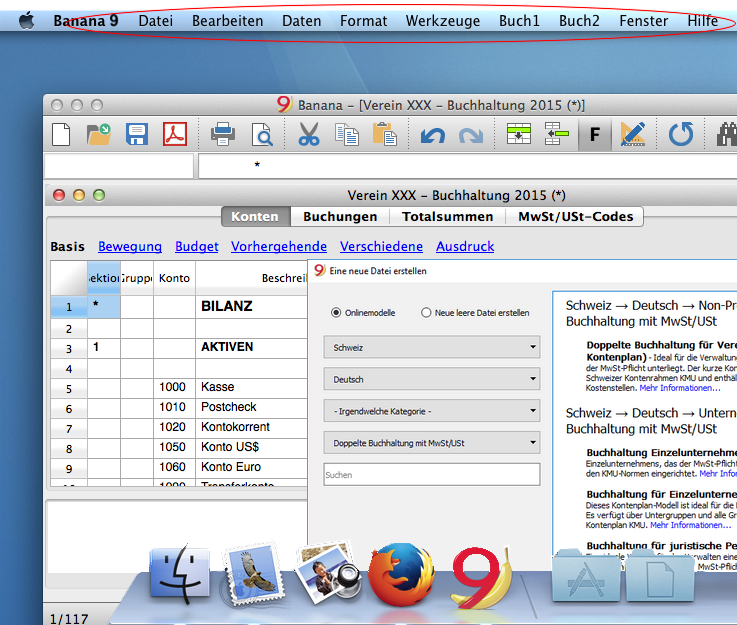 Banana 9 Datei Bearbeiten Daten Format Werkzeuge Buch1 Buch2 Fenster Hilfe
Banana – [Verein XXX – Buchhaltung 2015 (*)]
F
*
Verein XXX – Buchhaltung 2015 (*)
Konten Buchungen Totalsummen MwSt/USt-Codes
Basis Bewegung Budget Vorhergehende Verschiedene Ausdruck
Konto
1 * BILANZ
2
3 1 AKTIVEN
4
5 1000 Kasse
6 1010 Postcheck
7 1020 Kontokorrent
8 1050 Konto US$
9 1060 Konto Euro
9 Eine neue Datei erstellen
Onlinemodelle Neue leere Datei erstellen
Schweiz
Deutsch
- Irgendwelche Kategorie -
Doppelte Buchhaltung mit MwSt/USt
Suchen
Schweiz → Deutsch → Non-Pr
Buchhaltung mit MwSt/USt
Doppelte Buchhaltung für Vere
Kontenplan) - Ideal für die Verwaltun
der MwSt-Pflicht unterliegt. Der kurze Kon
Schweizer Kontenrahmen KMU und enthäl
Kostenstellen. Mehr Informationen...
Schweiz → Deutsch → Untern
Buchhaltung mit MwSt/USt
Buchhaltung Einzelunternehme
Einzelunternehmens, das der MwSt-Pflicht
den KMU-Normen eingerichtet. Mehr Infor
Buchhaltung für Einzelunterne
Dieses Kontenplan-Modell ist ideal für die
Es verfügt über Untergruppen und alle Gr
Kontenplan KMU. Mehr Informationen...
Buchhaltung für juristische Pe
9
1/117